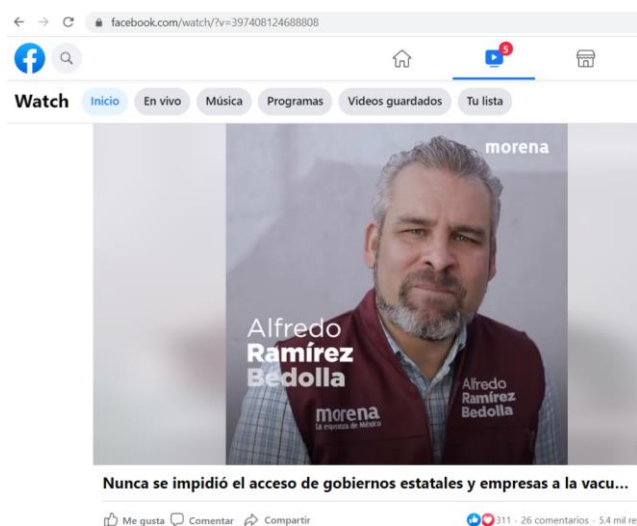 facebook.com/watch/?v=397408124688808
5
Watch Inicio En vivo Música Programas Videos guardados Tu lista
morena
Alfredo
Ramírez
Bedolla
Alfredo
Ramírez
Bedolla
morena
La esperanza de México
Nunca se impidió el acceso de gobiernos estatales y empresas a la vacu...
Me gusta Comentar Compartir 311 · 26 comentarios · 5.4 mil re